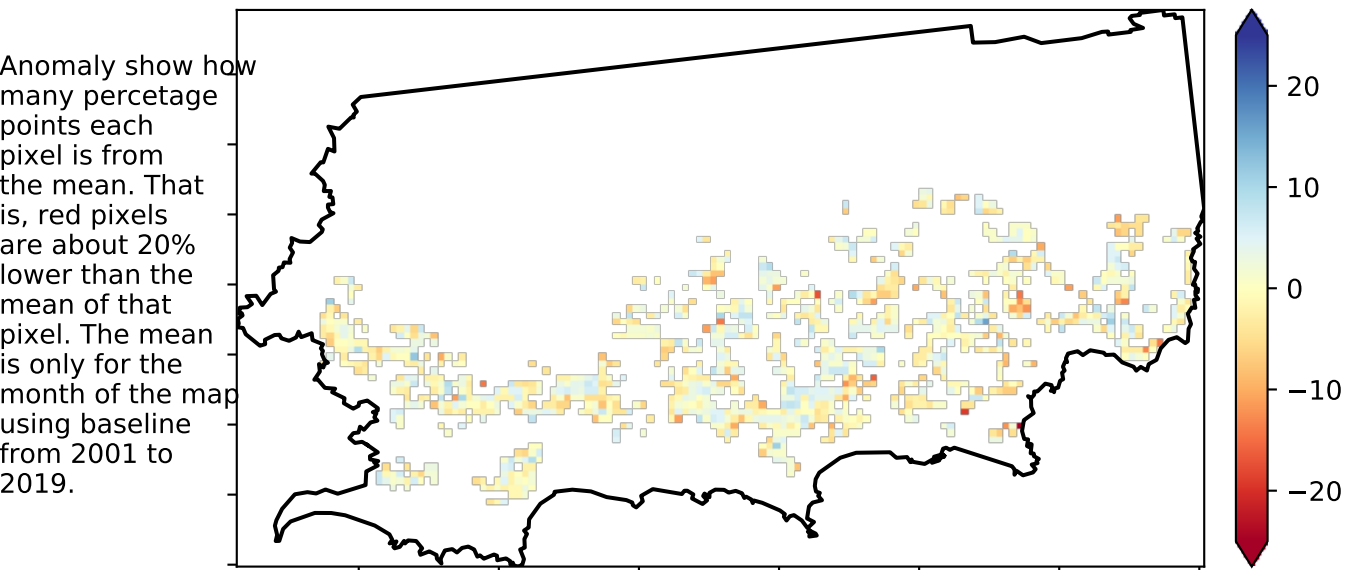 Anomaly show how
many percetage
points each
pixel is from
the mean. That
is, red pixels
are about 20%
lower than the
mean of that
pixel. The mean
is only for the
month of the map
using baseline
from 2001 to
2019.
20
10
0
−10
−20